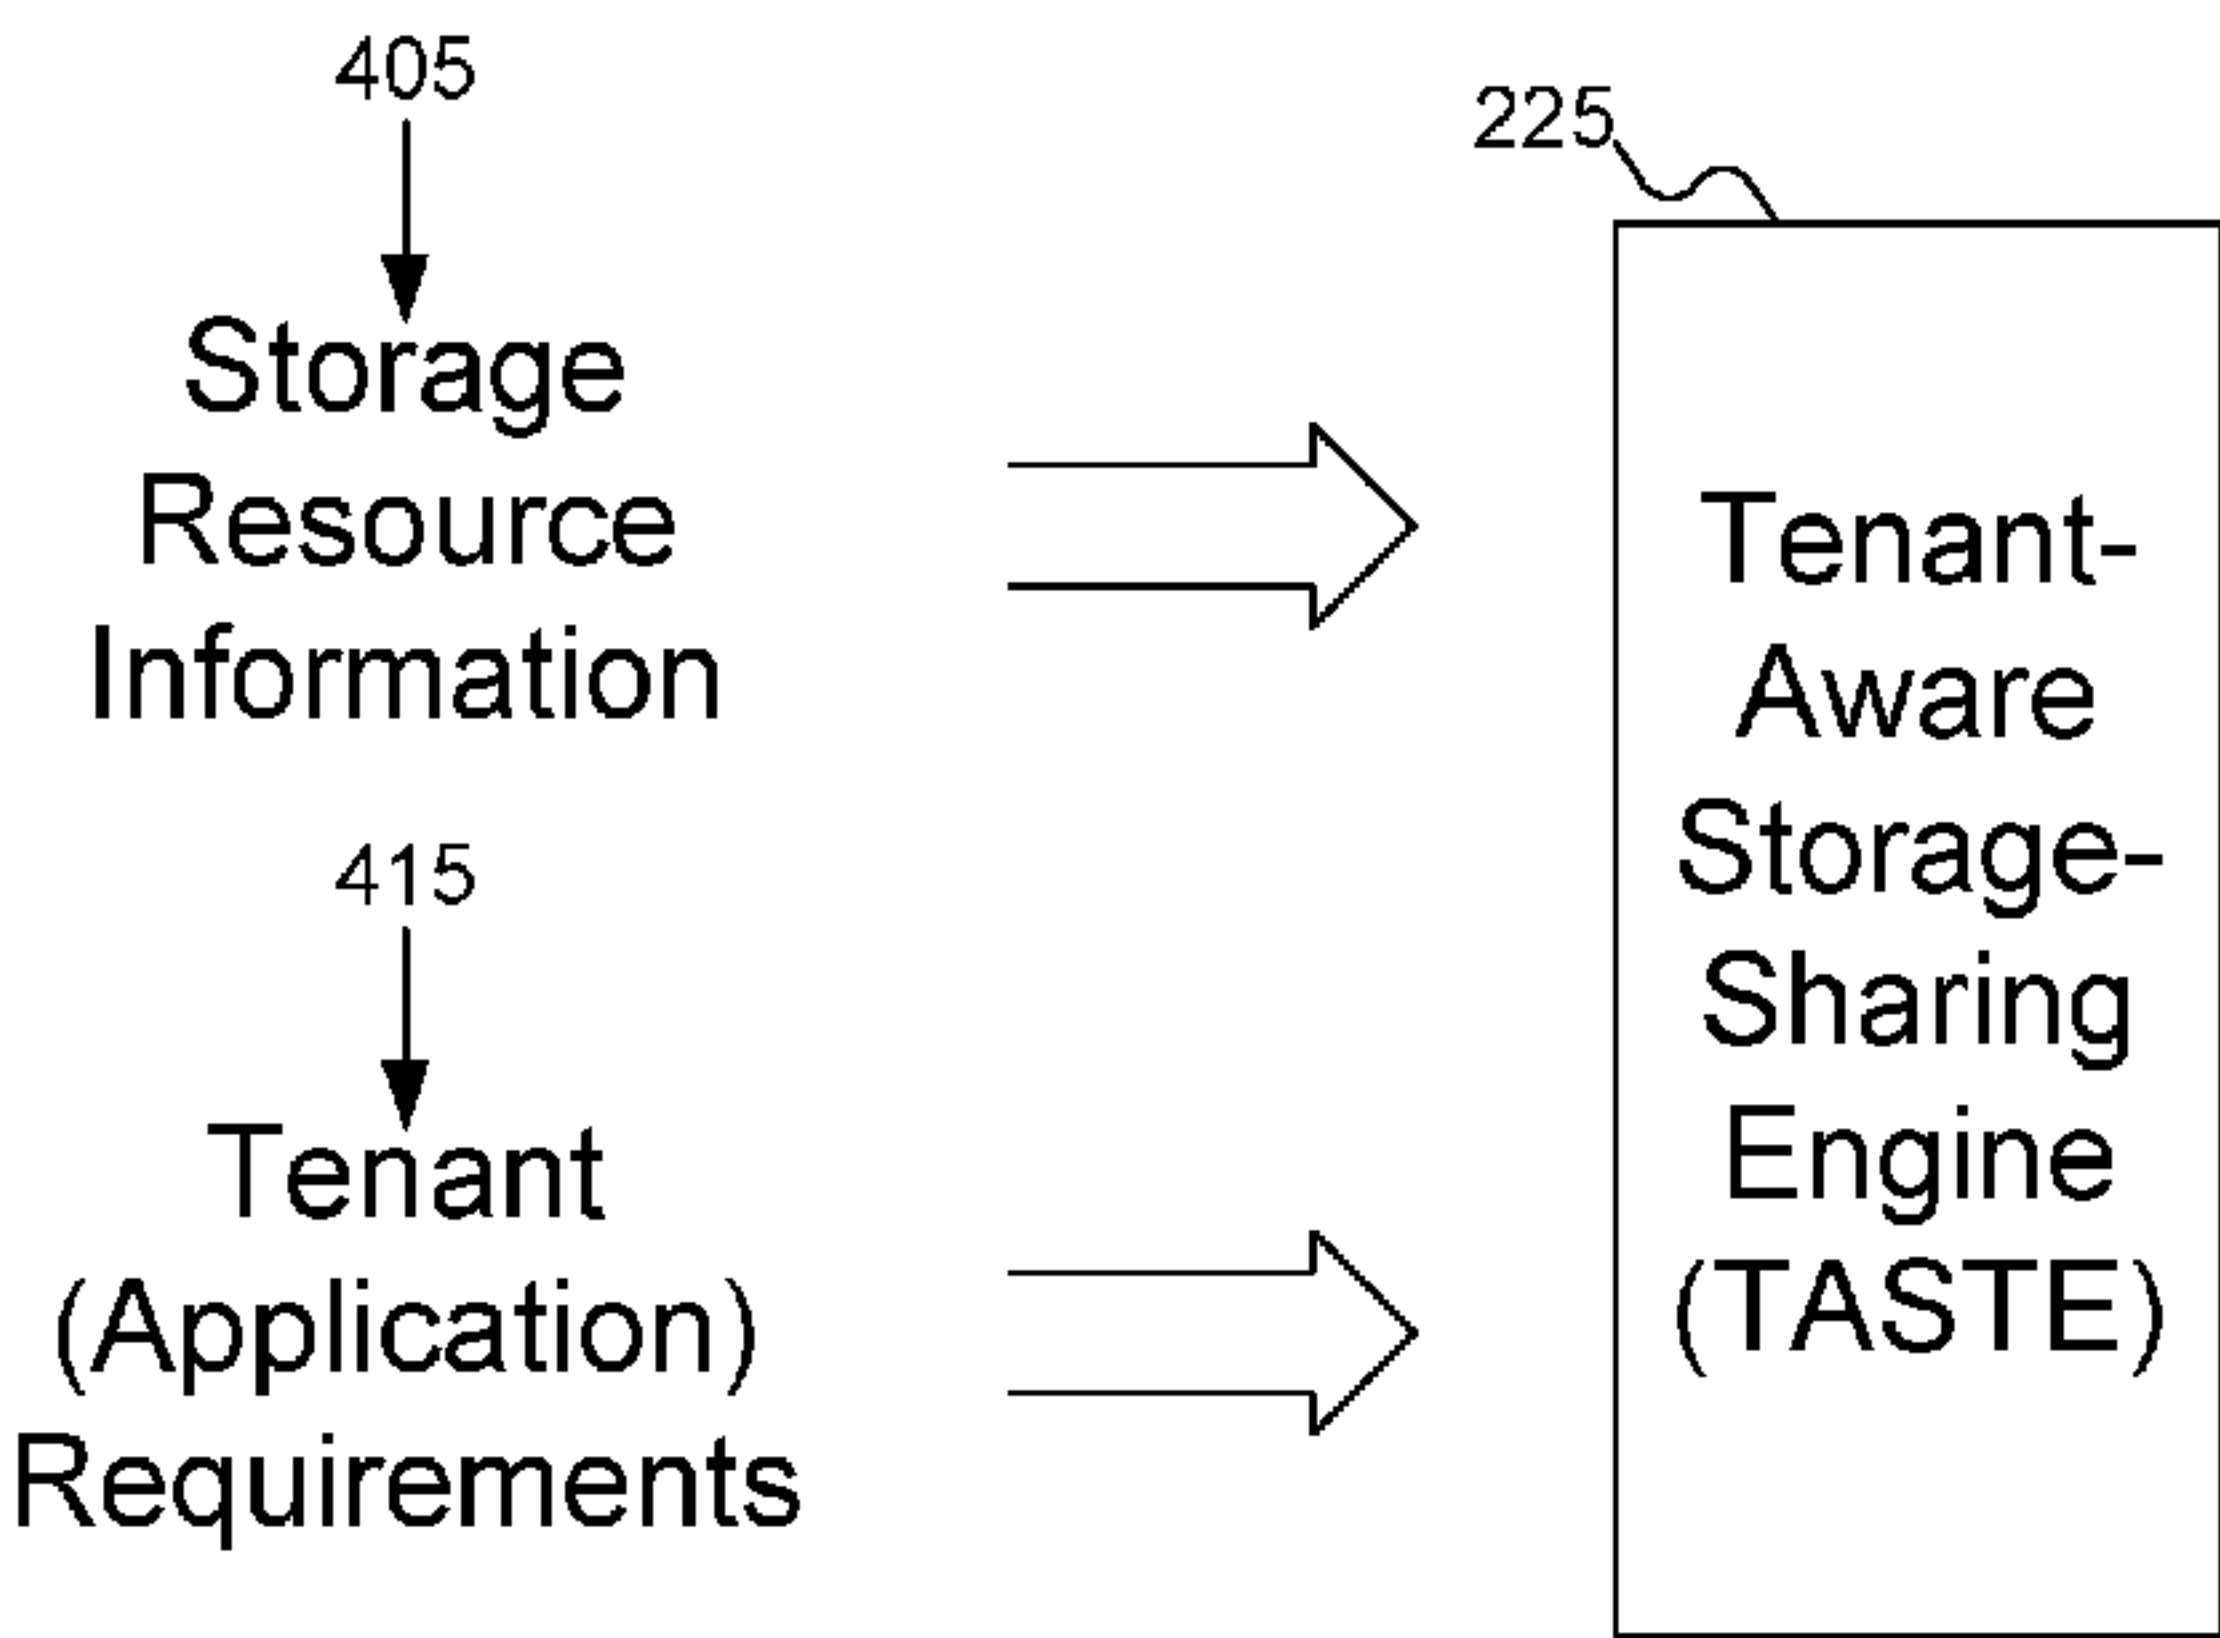 405
Storage
Resource
Information
415
Tenant
(Application)
Requirements
225
Tenant-
Aware
Storage-
Sharing
Engine
(TASTE)